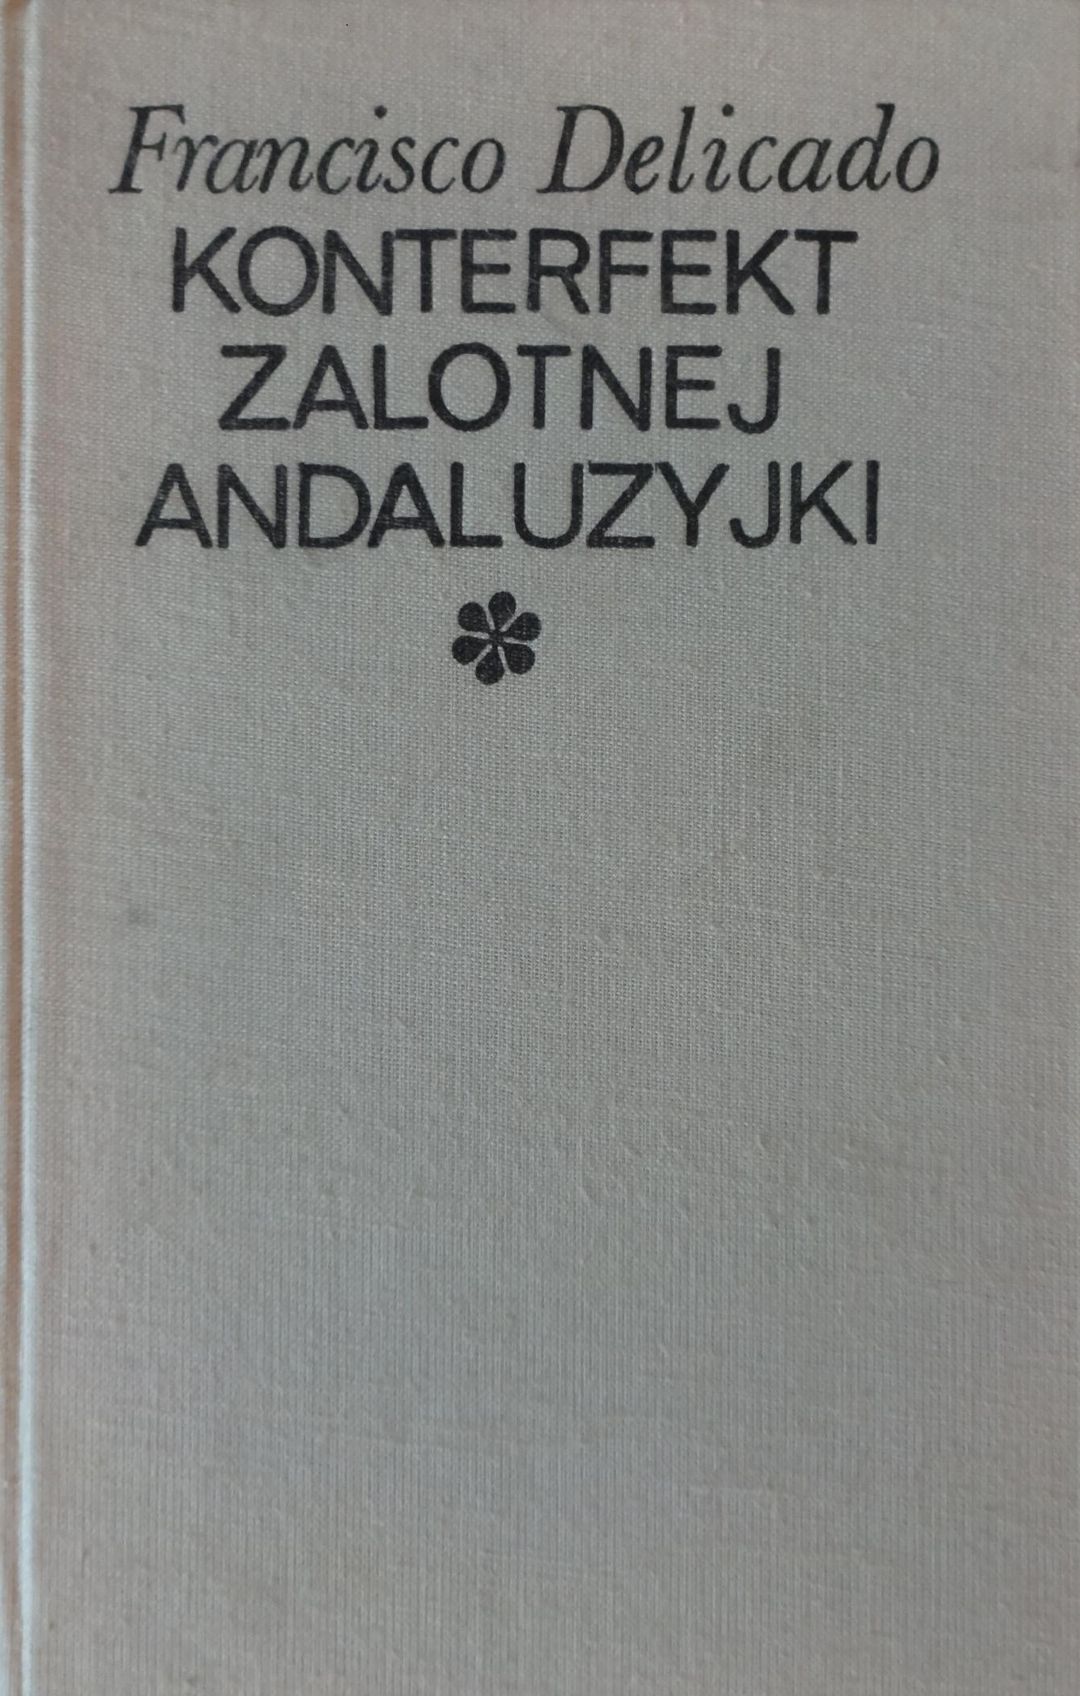 Francisco Delicado
KONTERFEKT
ZALOTNEJ
ANDALUZYJKI